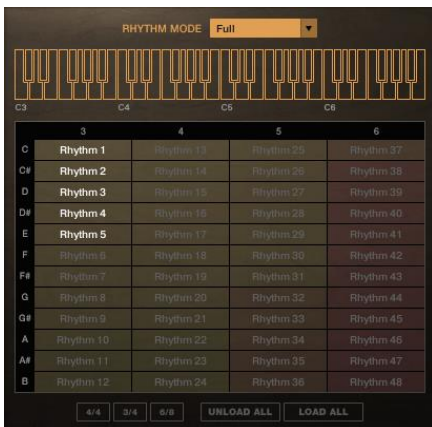 RHYTHM MODE Full
C3 C4 C5 C6
3 4 5 6
C Rhythm 1 Rhythm 13 Rhythm 25 Rhythm 37
C# Rhythm 2 Rhythm 14 Rhythm 26 Rhythm 38
D Rhythm 3 Rhythm 15 Rhythm 27 Rhythm 39
D# Rhythm 4 Rhythm 16 Rhythm 28 Rhythm 40
E Rhythm 5 Rhythm 17 Rhythm 29 Rhythm 41
F Rhythm 6 Rhythm 18 Rhythm 30 Rhythm 42
F# Rhythm 7 Rhythm 19 Rhythm 31 Rhythm 43
G Rhythm 8 Rhythm 20 Rhythm 32 Rhythm 44
G# Rhythm 9 Rhythm 21 Rhythm 33 Rhythm 45
A Rhythm 10 Rhythm 22 Rhythm 34 Rhythm 46
A# Rhythm 11 Rhythm 23 Rhythm 35 Rhythm 47
B Rhythm 12 Rhythm 24 Rhythm 36 Rhythm 48
4/4 3/4 6/8 UNLOAD ALL LOAD ALL